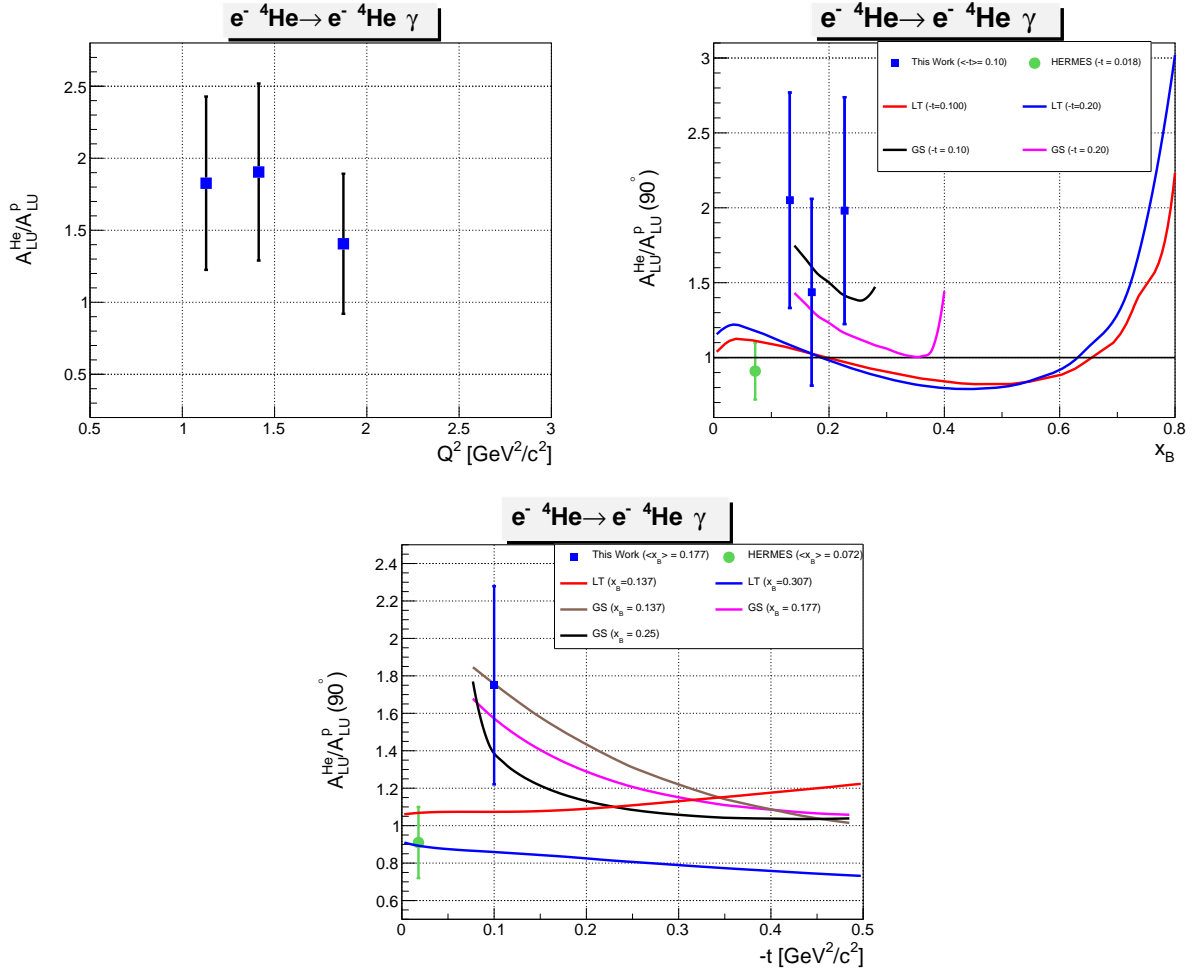 e⁻ ⁴He→ e⁻ ⁴He γ
A_LU^He/A_LU^p
2.5
2
1.5
1
0.5
0.5 1 1.5 2 2.5 3
Q² [GeV²/c²]
e⁻ ⁴He→ e⁻ ⁴He γ
This Work (<-t>= 0.10) HERMES (-t = 0.018)
LT (-t=0.100) LT (-t=0.20)
GS (-t = 0.10) GS (-t = 0.20)
A_LU^He/A_LU^p (90°)
3
2.5
2
1.5
1
0 0.2 0.4 0.6 0.8
x_B
e⁻ ⁴He→ e⁻ ⁴He γ
This Work (<x_B> = 0.177) HERMES (<x_B> = 0.072)
LT (x_B=0.137) LT (x_B=0.307)
GS (x_B = 0.137) GS (x_B = 0.177)
GS (x_B = 0.25)
A_LU^He/A_LU^p (90°)
2.4
2.2
2
1.8
1.6
1.4
1.2
1
0.8
0.6
0 0.1 0.2 0.3 0.4 0.5
-t [GeV²/c²]